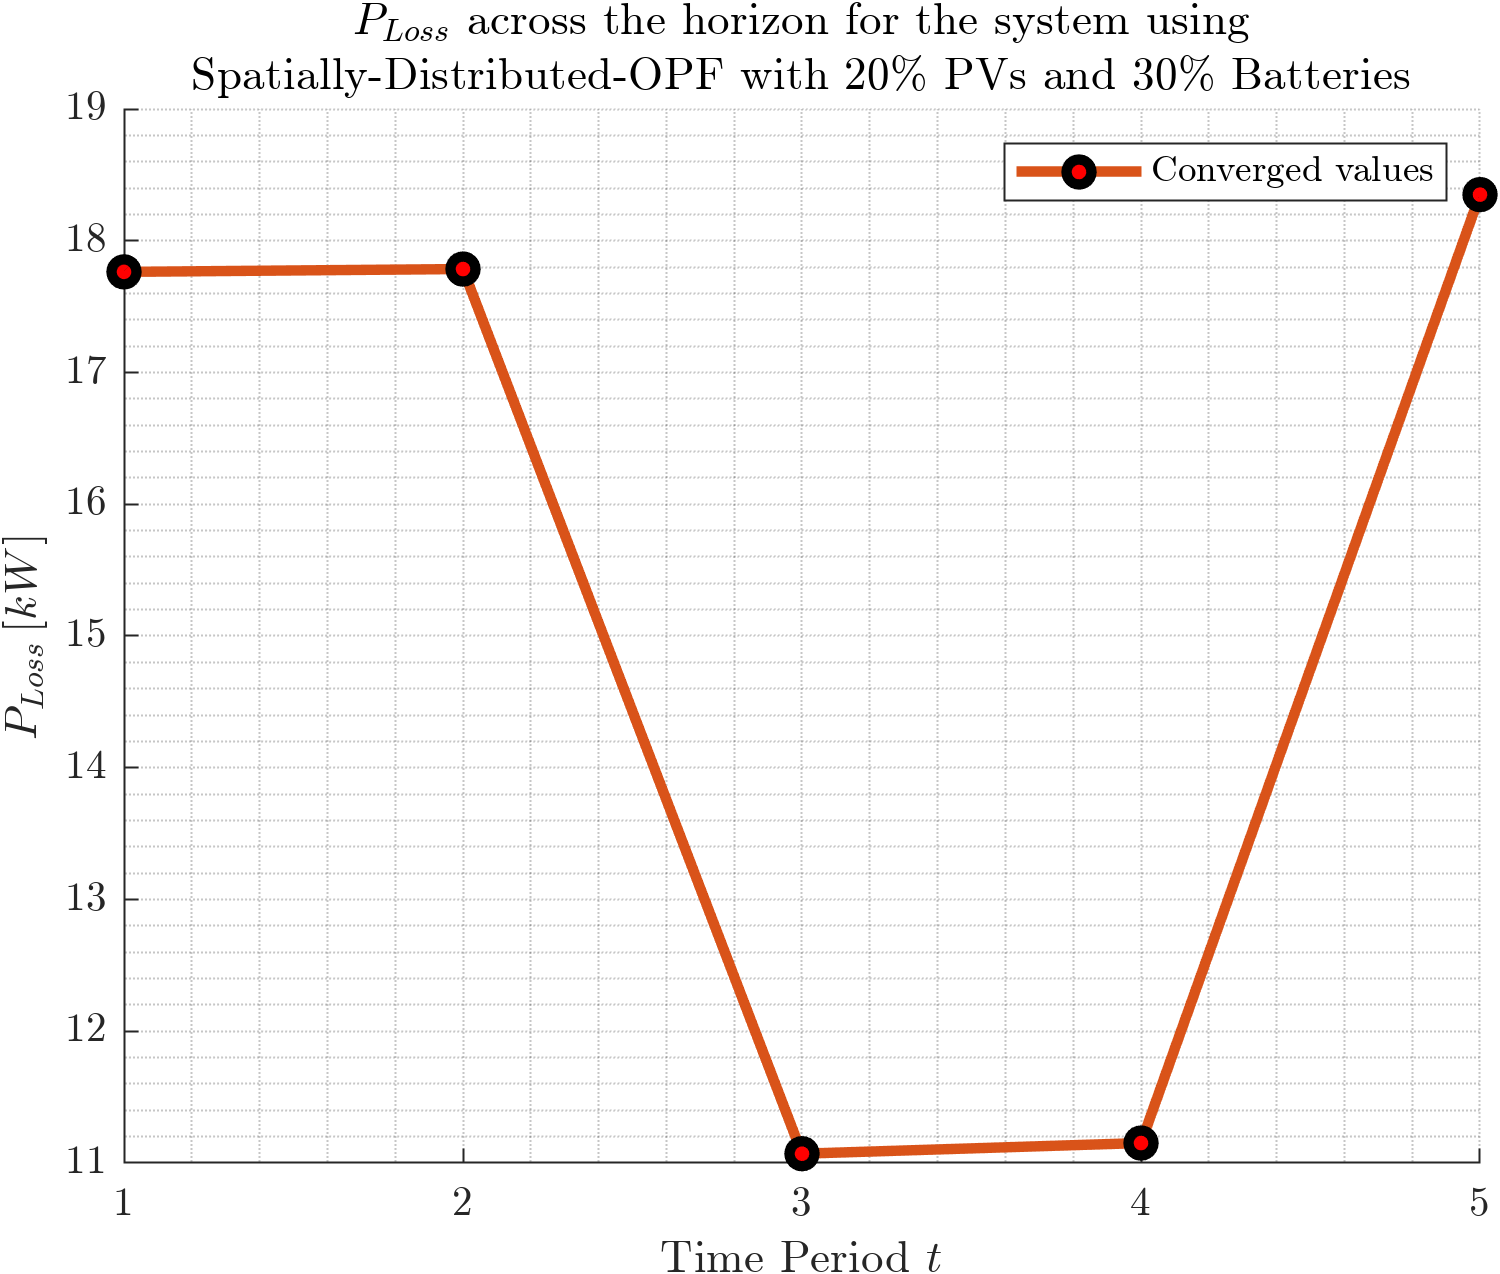 P_Loss across the horizon for the system using
Spatially-Distributed-OPF with 20% PVs and 30% Batteries
Converged values
P_Loss [kW]
19
18
17
16
15
14
13
12
11
1 2 3 4 5
Time Period t